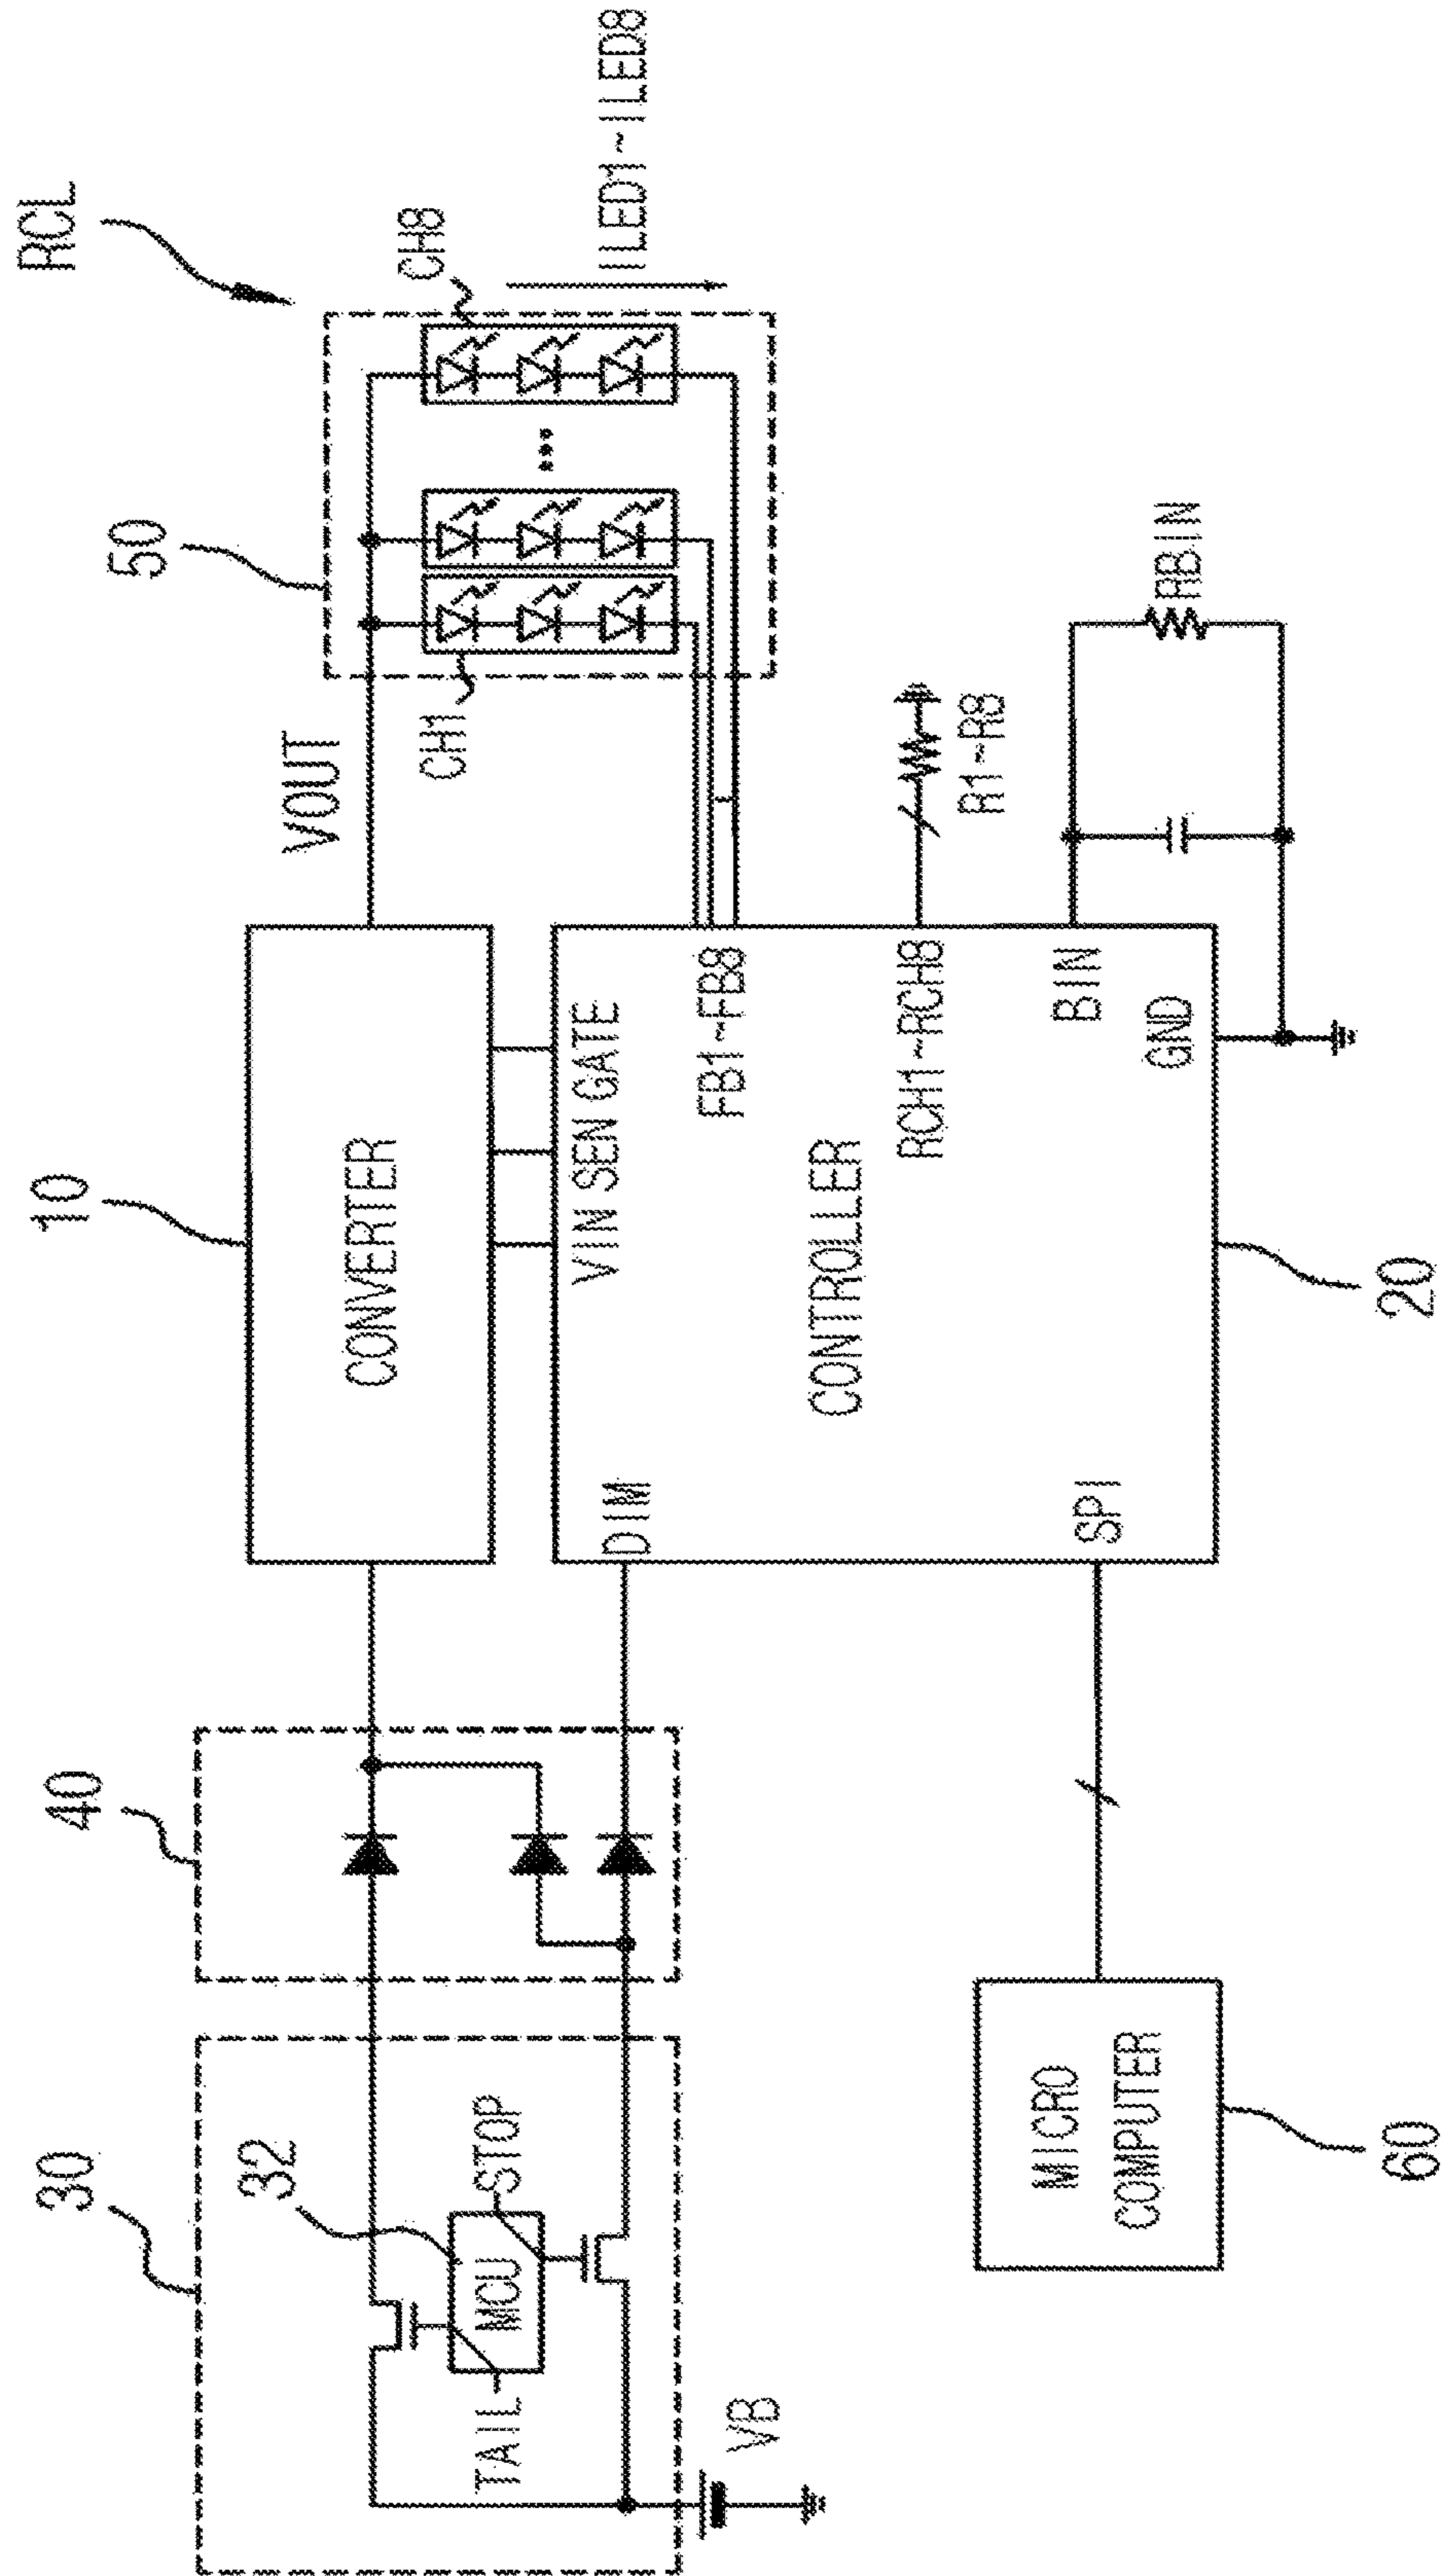 RCL
30
40
10
50
32
VOUT
CONVERTER
CH1
CH8
ILED1~ILED8
TAIL
MCU
STOP
VIN SEN GATE
DIM
FB1~FB8
VB
CONTROLLER
RCH1~RCH8
R1~R8
MICRO
COMPUTER
SPI
BIN
RBIN
GND
60
20